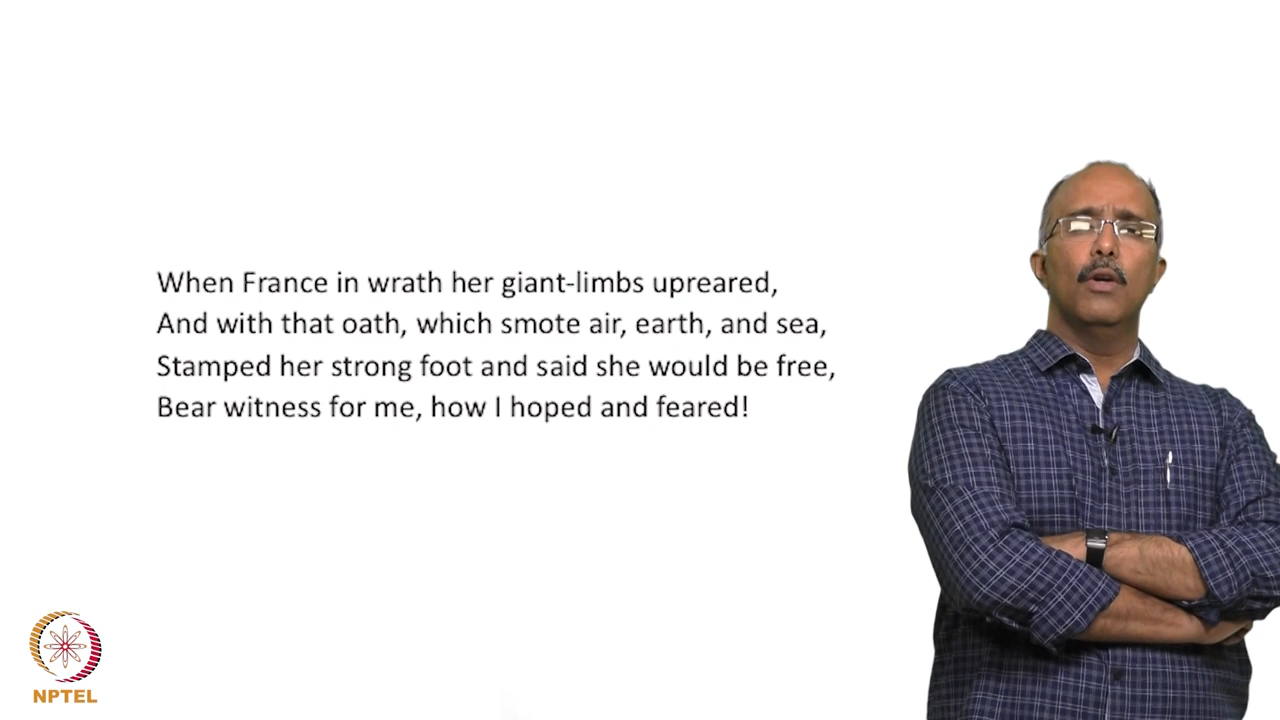 When France in wrath her giant-limbs upreared,
And with that oath, which smote air, earth, and sea,
Stamped her strong foot and said she would be free,
Bear witness for me, how I hoped and feared!
NPTEL